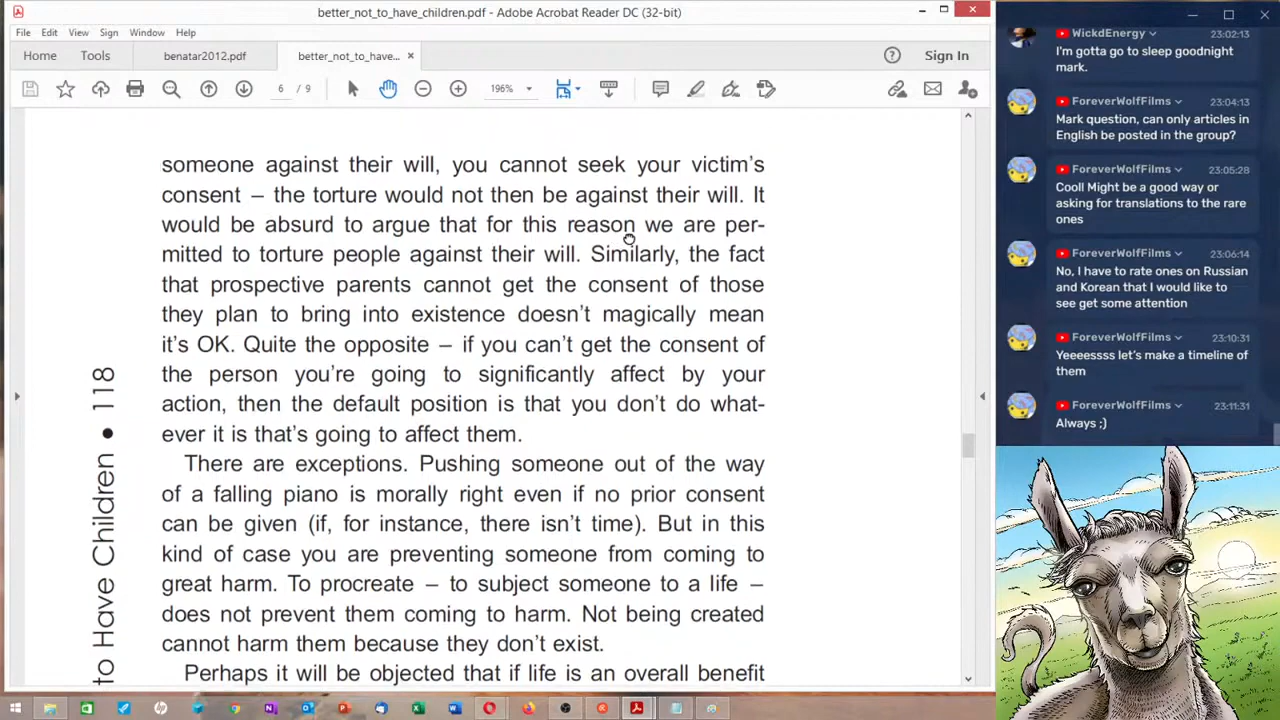 better_not_to_have_children.pdf - Adobe Acrobat Reader DC (32-bit)
File Edit View Sign Window Help
Home Tools benatar2012.pdf better_not_to_have... × Sign In
6 / 9 196%
someone against their will, you cannot seek your victim's
consent – the torture would not then be against their will. It
would be absurd to argue that for this reason we are per-
mitted to torture people against their will. Similarly, the fact
that prospective parents cannot get the consent of those
they plan to bring into existence doesn't magically mean
it's OK. Quite the opposite – if you can't get the consent of
the person you're going to significantly affect by your
action, then the default position is that you don't do what-
ever it is that's going to affect them.
There are exceptions. Pushing someone out of the way
of a falling piano is morally right even if no prior consent
can be given (if, for instance, there isn't time). But in this
kind of case you are preventing someone from coming to
great harm. To procreate – to subject someone to a life –
does not prevent them coming to harm. Not being created
cannot harm them because they don't exist.
Perhaps it will be objected that if life is an overall benefit
to Have Children • 118
WickdEnergy 23:02:13
I'm gotta go to sleep goodnight
mark.
ForeverWolfFilms 23:04:13
Mark question, can only articles in
English be posted in the group?
ForeverWolfFilms 23:05:28
Cooll Might be a good way or
asking for translations to the rare
ones
ForeverWolfFilms 23:06:14
No, I have to rate ones on Russian
and Korean that I would like to
see get some attention
ForeverWolfFilms 23:10:31
Yeeeessss let's make a timeline of
them
ForeverWolfFilms 23:11:31
Always ;)